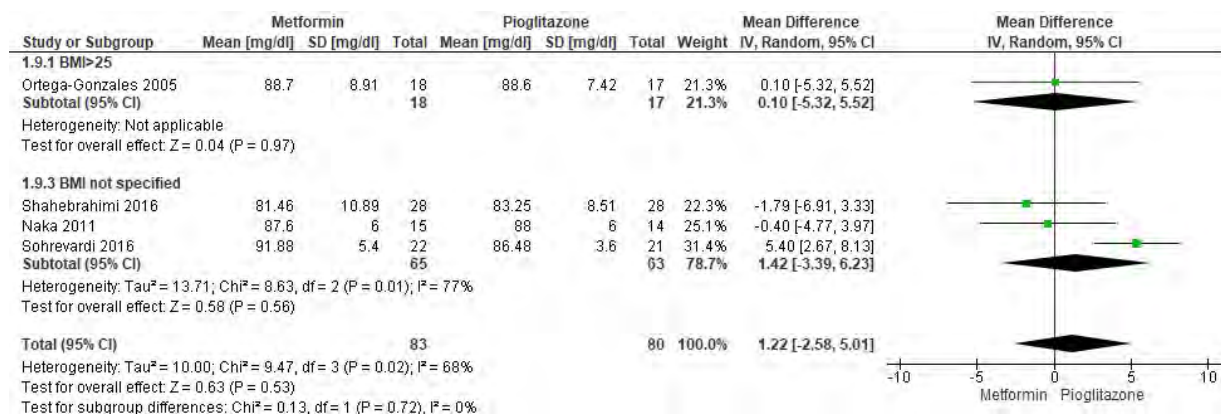 Metformin Pioglitazone Mean Difference Mean Difference
Study or Subgroup Mean [mg/dl] SD [mg/dl] Total Mean [mg/dl] SD [mg/dl] Total Weight IV, Random, 95% CI IV, Random, 95% CI
1.9.1 BMI>25
Ortega-Gonzales 2005 88.7 8.91 18 88.6 7.42 17 21.3% 0.10 [-5.32, 5.52]
Subtotal (95% CI) 18 17 21.3% 0.10 [-5.32, 5.52]
Heterogeneity: Not applicable
Test for overall effect: Z = 0.04 (P = 0.97)
1.9.3 BMI not specified
Shahebrahimi 2016 81.46 10.89 28 83.25 8.51 28 22.3% -1.79 [-6.91, 3.33]
Naka 2011 87.6 6 15 88 6 14 25.1% -0.40 [-4.77, 3.97]
Sohrevardi 2016 91.88 5.4 22 86.48 3.6 21 31.4% 5.40 [2.67, 8.13]
Subtotal (95% CI) 65 63 78.7% 1.42 [-3.39, 6.23]
Heterogeneity: Tau² = 13.71; Chi² = 8.63, df = 2 (P = 0.01); I² = 77%
Test for overall effect: Z = 0.58 (P = 0.56)
Total (95% CI) 83 80 100.0% 1.22 [-2.58, 5.01]
Heterogeneity: Tau² = 10.00; Chi² = 9.47, df = 3 (P = 0.02); I² = 68%
Test for overall effect: Z = 0.63 (P = 0.53)
Test for subgroup differences: Chi² = 0.13, df = 1 (P = 0.72), I² = 0%
-10 -5 0 5 10
Metformin Pioglitazone